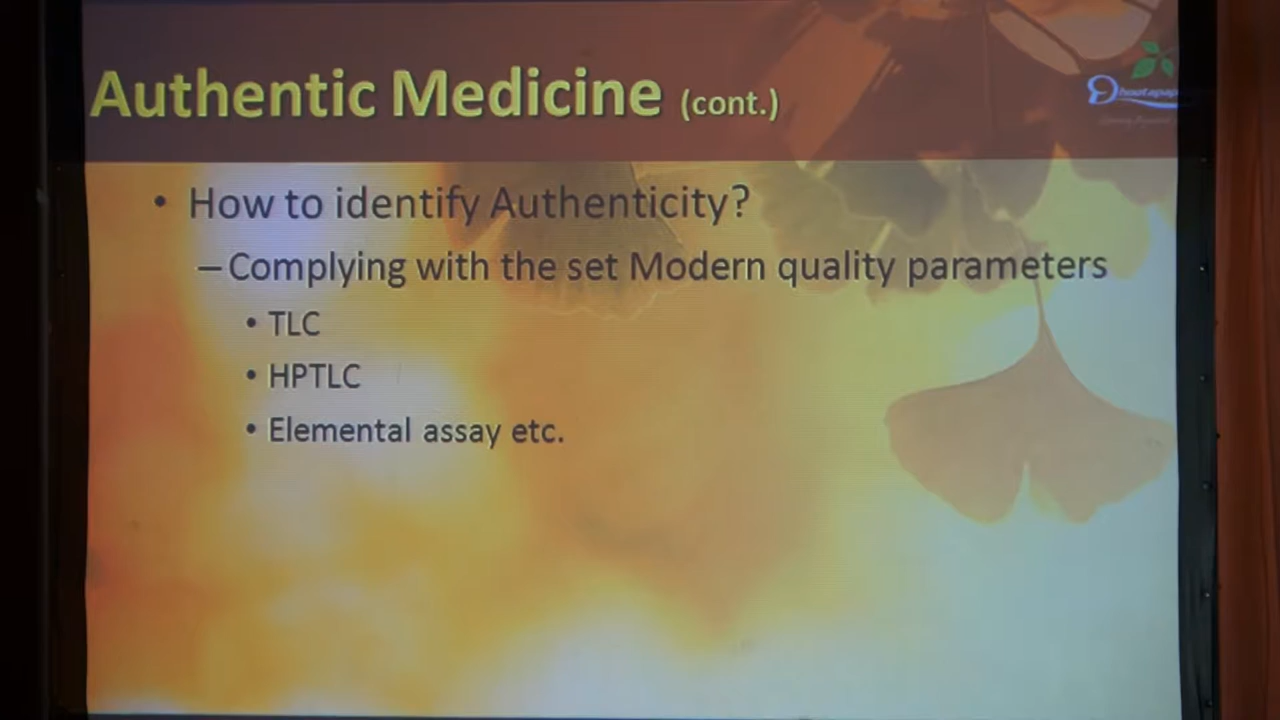 Authentic Medicine (cont.)
• How to identify Authenticity?
– Complying with the set Modern quality parameters
• TLC
• HPTLC
• Elemental assay etc.